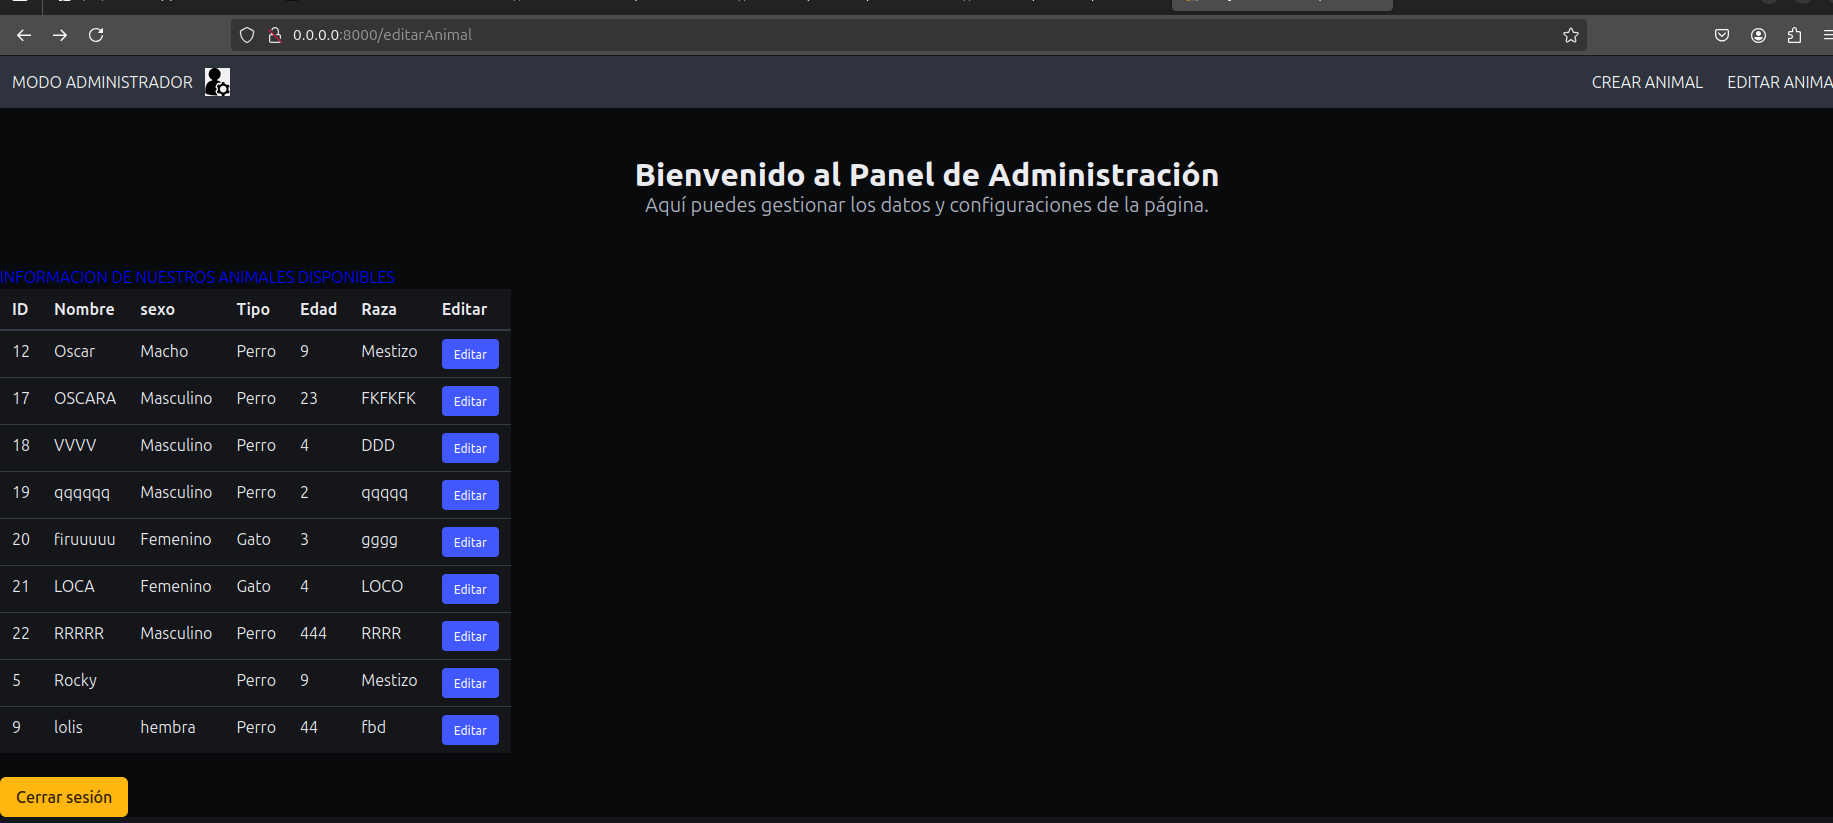 0.0.0.0:8000/editarAnimal
MODO ADMINISTRADOR CREAR ANIMAL EDITAR ANIMA
Bienvenido al Panel de Administración
Aquí puedes gestionar los datos y configuraciones de la página.
INFORMACION DE NUESTROS ANIMALES DISPONIBLES
ID Nombre sexo Tipo Edad Raza Editar
12 Oscar Macho Perro 9 Mestizo Editar
17 OSCARA Masculino Perro 23 FKFKFK Editar
18 VVVV Masculino Perro 4 DDD Editar
19 qqqqqq Masculino Perro 2 qqqqq Editar
20 firuuuuu Femenino Gato 3 gggg Editar
21 LOCA Femenino Gato 4 LOCO Editar
22 RRRRR Masculino Perro 444 RRRR Editar
5 Rocky Perro 9 Mestizo Editar
9 lolis hembra Perro 44 fbd Editar
Cerrar sesión